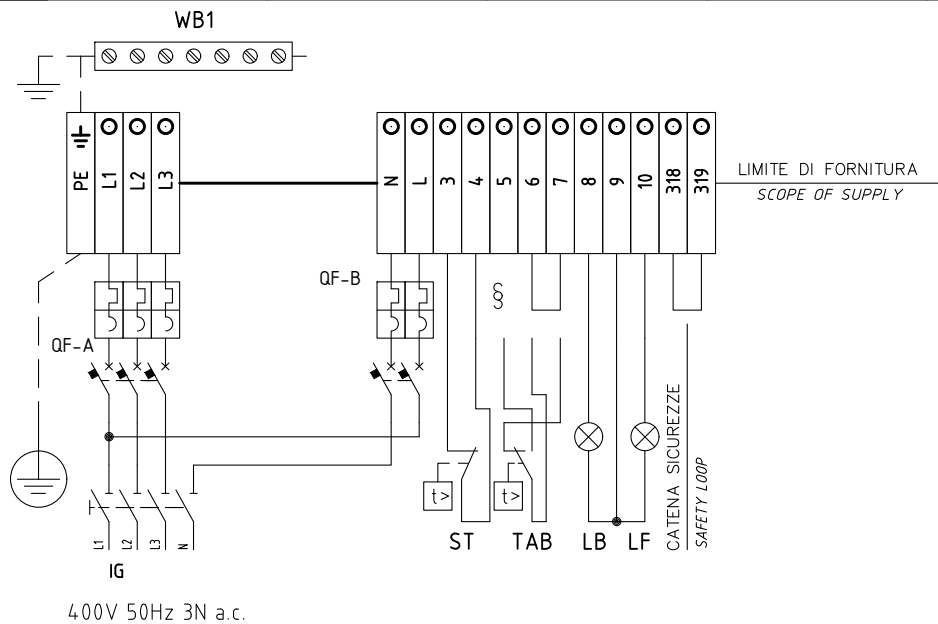 WB1
PE L1 L2 L3
N L 3 4 5 6 7 8 9 10 318 319
LIMITE DI FORNITURA
SCOPE OF SUPPLY
QF-B
§
QF-A
t>
t>
CATENA SICUREZZE
SAFETY LOOP
L1 L2 L3 N
ST TAB LB LF
IG
400V 50Hz 3N a.c.